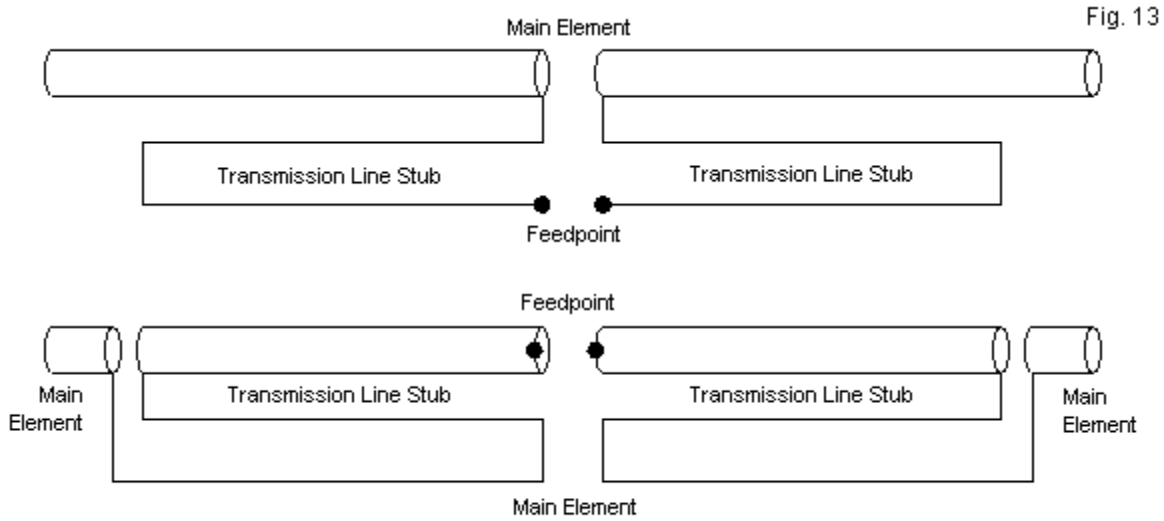 Fig. 13
Main Element
Transmission Line Stub
Transmission Line Stub
Feedpoint
Feedpoint
Transmission Line Stub
Transmission Line Stub
Main
Element
Main
Element
Main Element